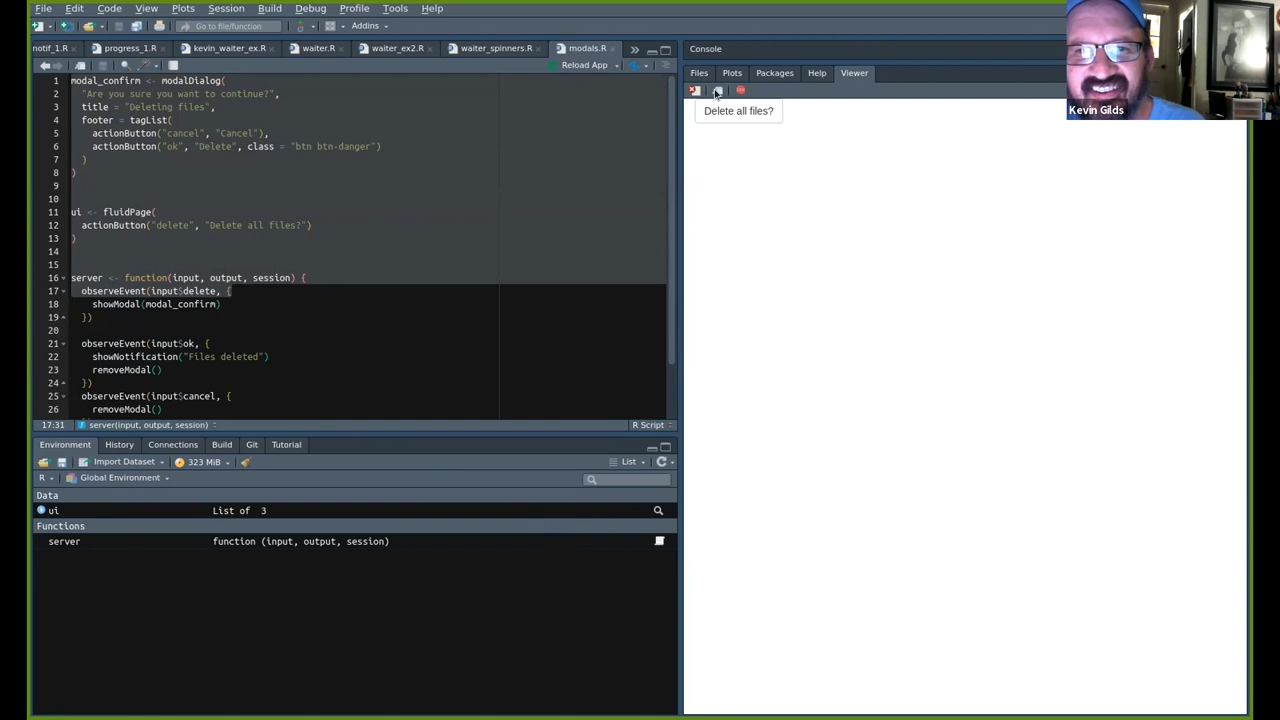 File Edit Code View Plots Session Build Debug Profile Tools Help
Go to file/function Addins
notif_1.R progress_1.R kevin_waiter_ex.R waiter.R waiter_ex2.R waiter_spinners.R modals.R
Reload App
1 modal_confirm <- modalDialog(
2 "Are you sure you want to continue?",
3 title = "Deleting files",
4 footer = tagList(
5 actionButton("cancel", "Cancel"),
6 actionButton("ok", "Delete", class = "btn btn-danger")
7 )
8 )
9
10
11 ui <- fluidPage(
12 actionButton("delete", "Delete all files?")
13 )
14
15
16 server <- function(input, output, session) {
17 observeEvent(input$delete, {
18 showModal(modal_confirm)
19 })
20
21 observeEvent(input$ok, {
22 showNotification("Files deleted")
23 removeModal()
24 })
25 observeEvent(input$cancel, {
26 removeModal()
17:31 server(input, output, session) R Script
Environment History Connections Build Git Tutorial
Import Dataset 323 MiB List
R Global Environment
Data
ui List of 3
Functions
server function (input, output, session)
Console
Files Plots Packages Help Viewer
Delete all files?
Kevin Gilds